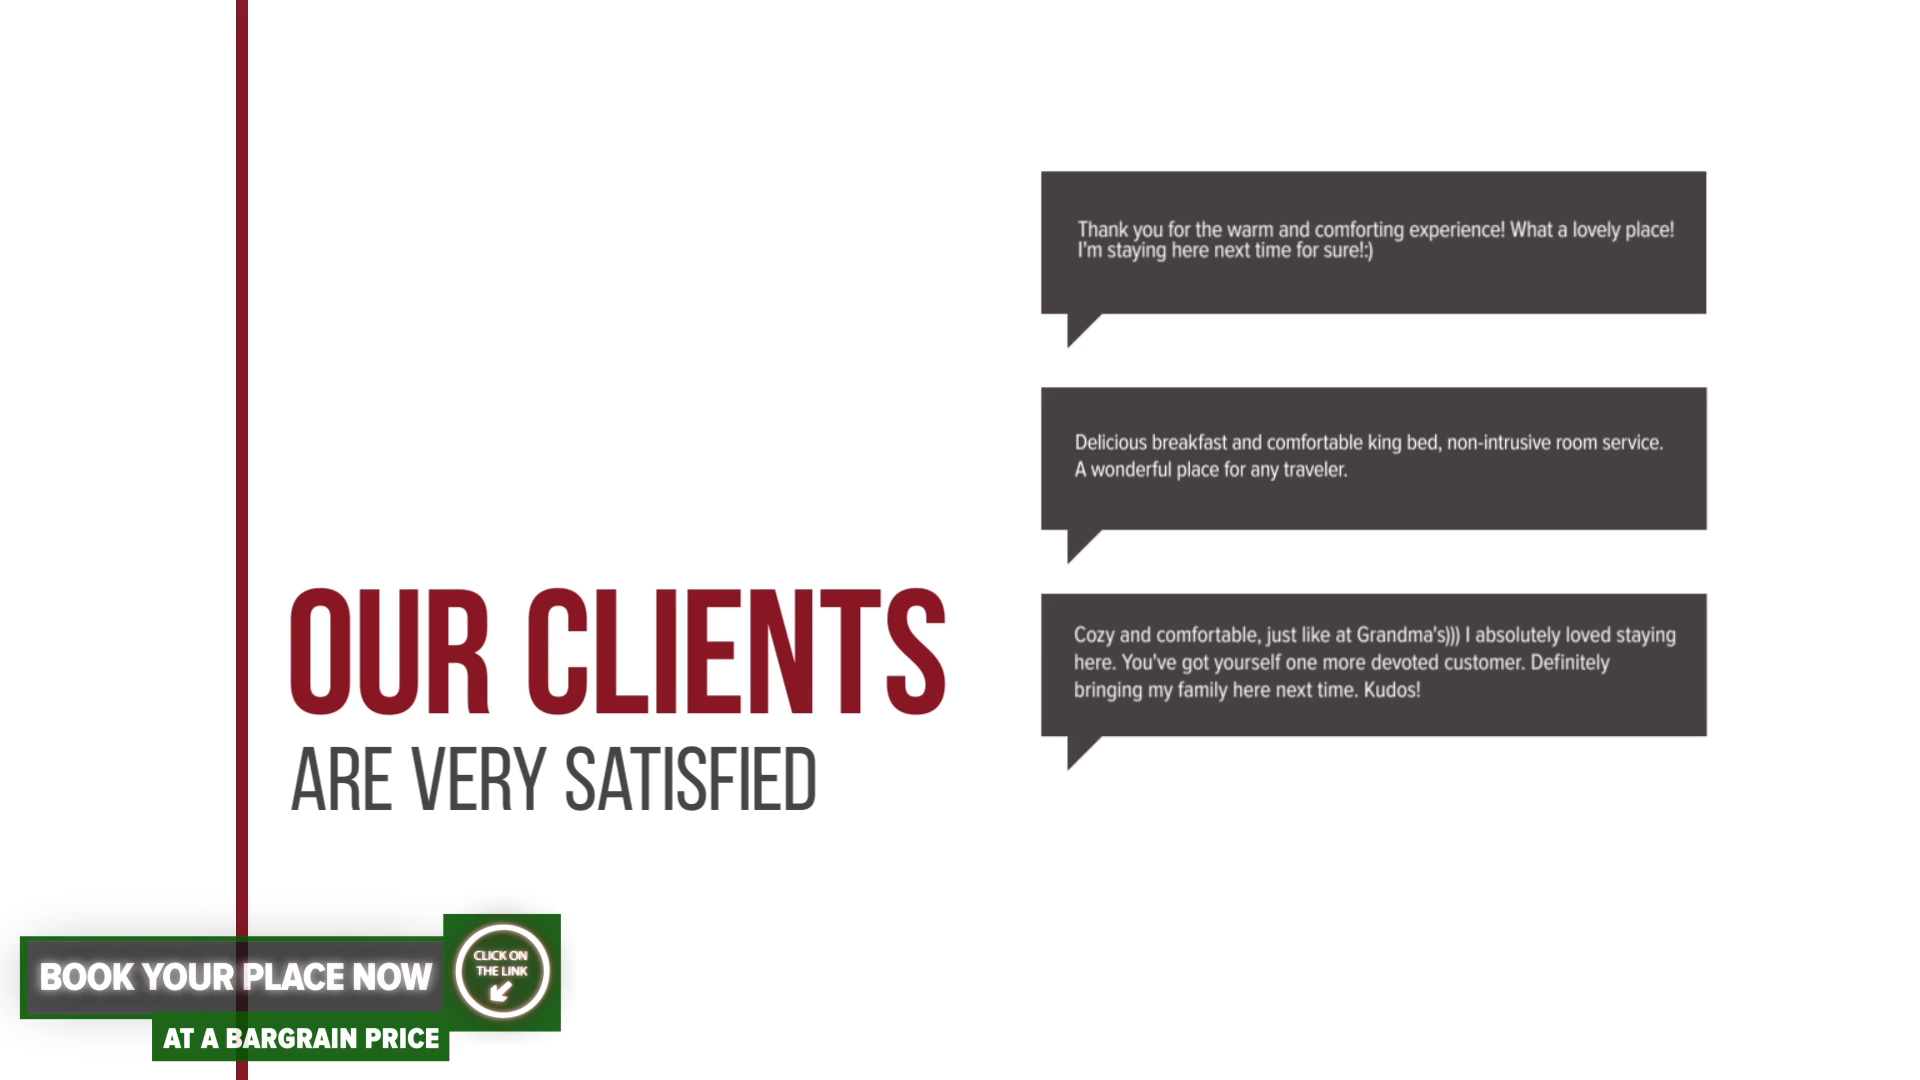 Thank you for the warm and comforting experience! What a lovely place!
I'm staying here next time for sure!:)
Delicious breakfast and comfortable king bed, non-intrusive room service.
A wonderful place for any traveler.
Cozy and comfortable, just like at Grandma's))) I absolutely loved staying
here. You've got yourself one more devoted customer. Definitely
bringing my family here next time. Kudos!
OUR CLIENTS
ARE VERY SATISFIED
BOOK YOUR PLACE NOW
CLICK ON
THE LINK
AT A BARGRAIN PRICE